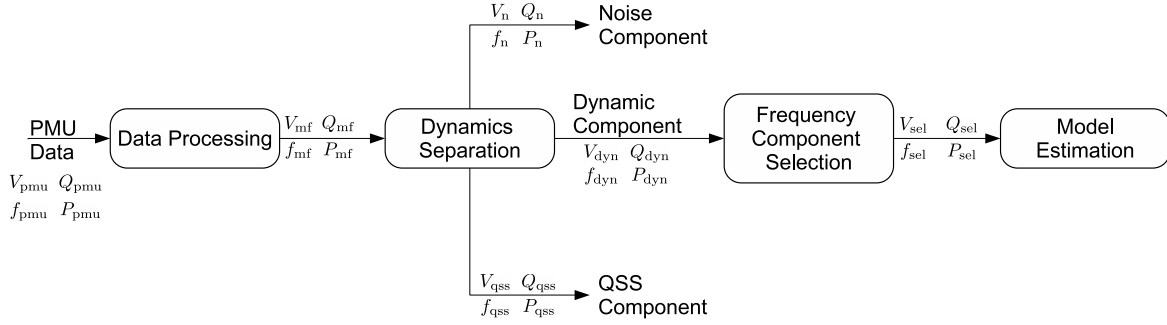 V_n Q_n
f_n P_n
Noise
Component
PMU
Data
V_pmu Q_pmu
f_pmu P_pmu
Data Processing
V_mf Q_mf
f_mf P_mf
Dynamics
Separation
Dynamic
Component
V_dyn Q_dyn
f_dyn P_dyn
Frequency
Component
Selection
V_sel Q_sel
f_sel P_sel
Model
Estimation
V_qss Q_qss
f_qss P_qss
QSS
Component